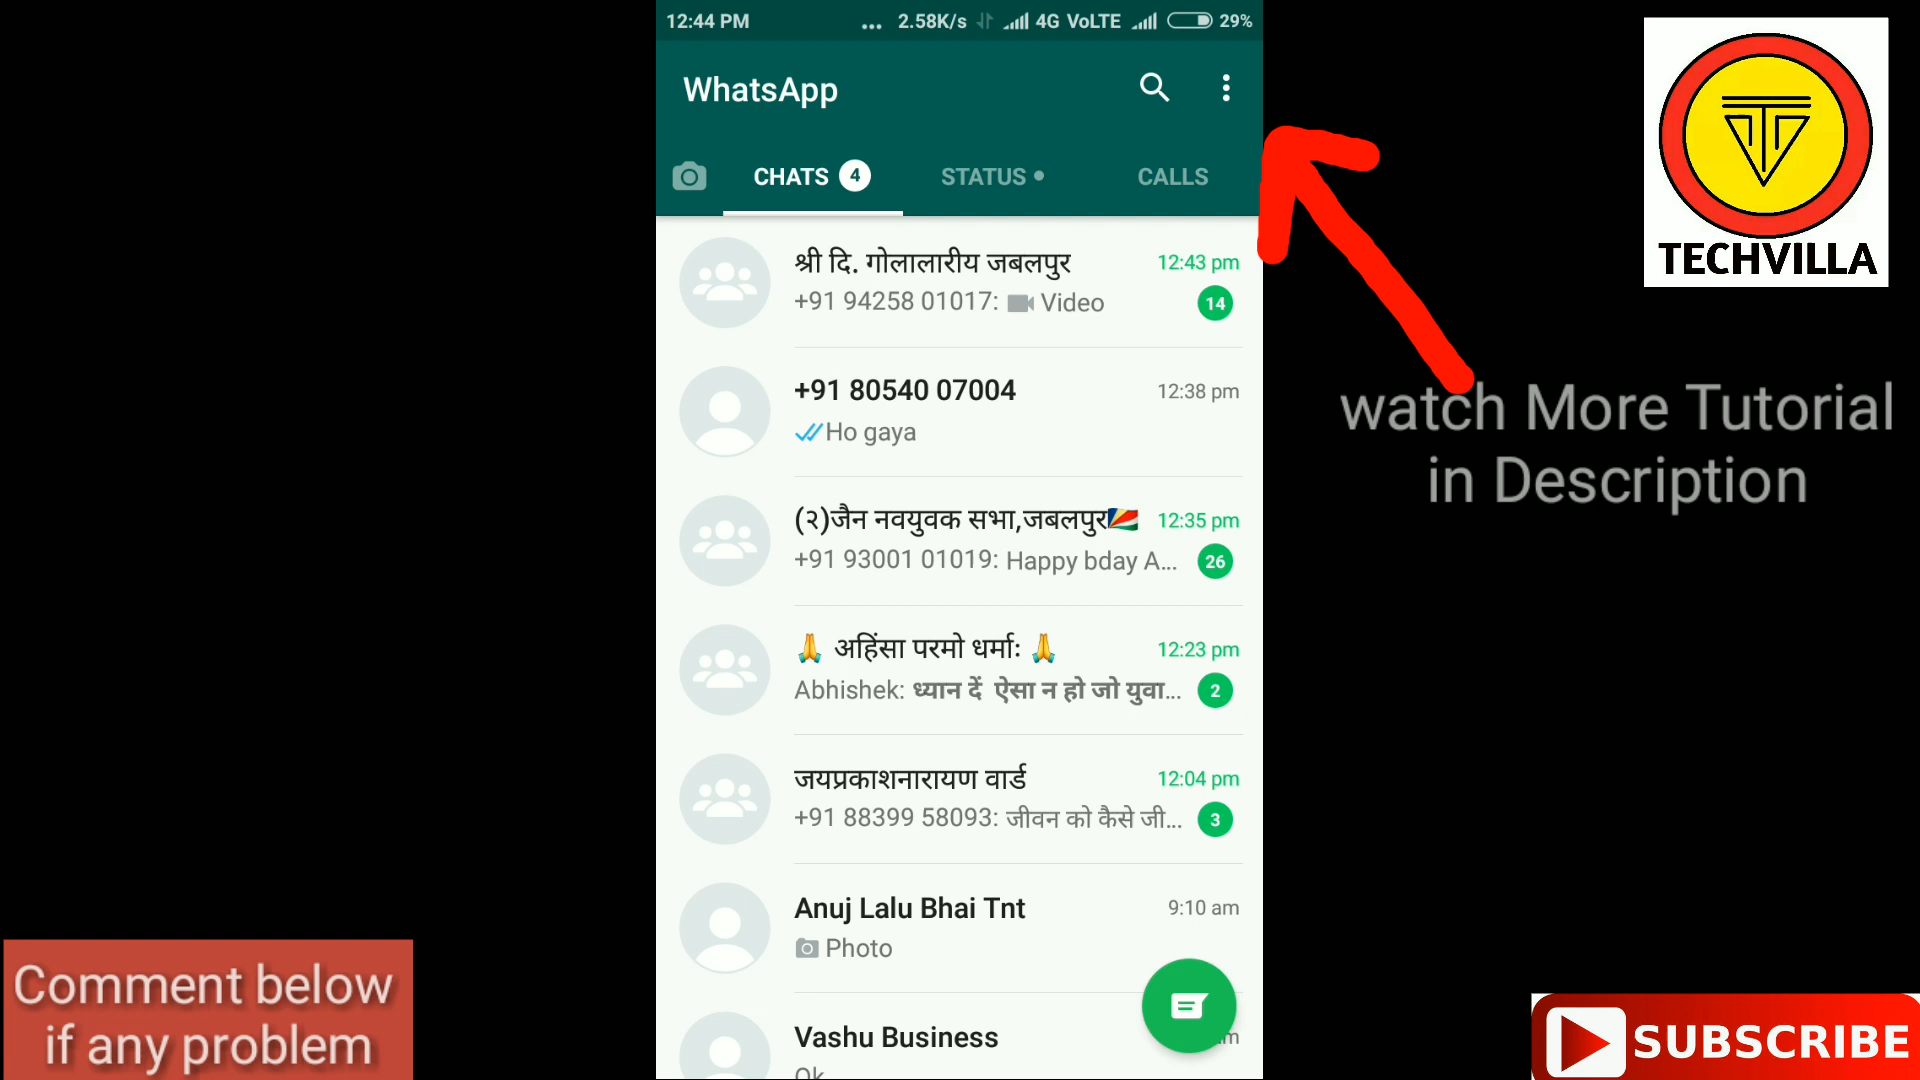 12:44 PM ... 2.58K/s 4G VoLTE 29%
WhatsApp
CHATS 4 STATUS • CALLS
श्री दि. गोलालारीय जबलपुर 12:43 pm
+91 94258 01017: Video 14
+91 80540 07004 12:38 pm
Ho gaya
(२)जैन नवयुवक सभा,जबलपुर🇸🇨 12:35 pm
+91 93001 01019: Happy bday A... 26
🙏 अहिंसा परमो धर्माः 🙏 12:23 pm
Abhishek: ध्यान दें ऐसा न हो जो युवा... 2
जयप्रकाशनारायण वार्ड 12:04 pm
+91 88399 58093: जीवन को कैसे जी... 3
Anuj Lalu Bhai Tnt 9:10 am
Photo
Vashu Business
Ok
TECHVILLA
watch More Tutorial
in Description
Comment below
if any problem
SUBSCRIBE